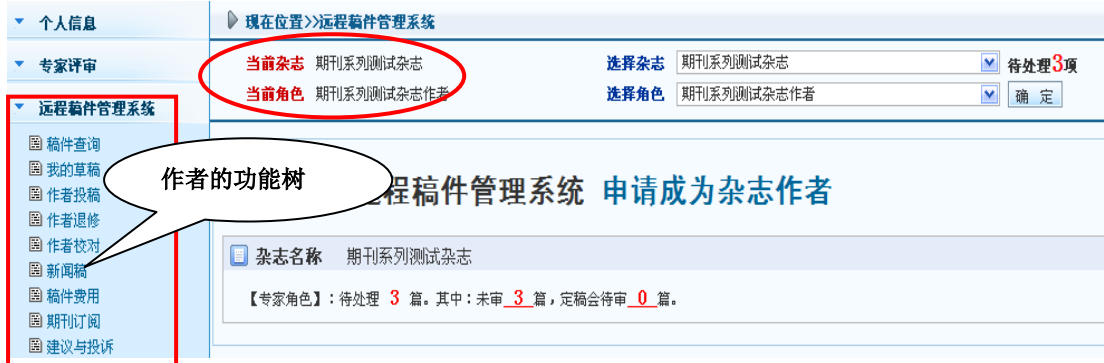 个人信息
专家评审
远程稿件管理系统
稿件查询
我的草稿
作者投稿
作者退修
作者校对
新闻稿
稿件费用
期刊订阅
建议与投诉
现在位置>>远程稿件管理系统
当前杂志 期刊系列测试杂志 选择杂志 期刊系列测试杂志 待处理3项
当前角色 期刊系列测试杂志作者 选择角色 期刊系列测试杂志作者 确 定
作者的功能树
程稿件管理系统 申请成为杂志作者
杂志名称 期刊系列测试杂志
【专家角色】：待处理 3 篇。其中：未审 3 篇，定稿会待审 0 篇。